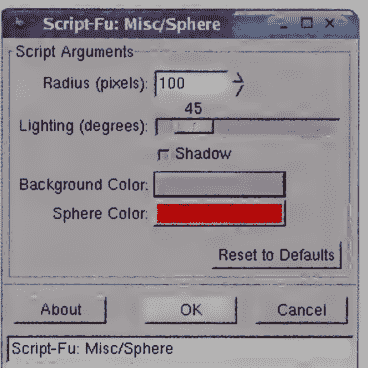 Script-Fu: Misc/Sphere
Script Arguments
Radius (pixels): 100
45
Lighting (degrees):
Shadow
Background Color:
Sphere Color:
Reset to Defaults
About OK Cancel
Script-Fu: Misc/Sphere